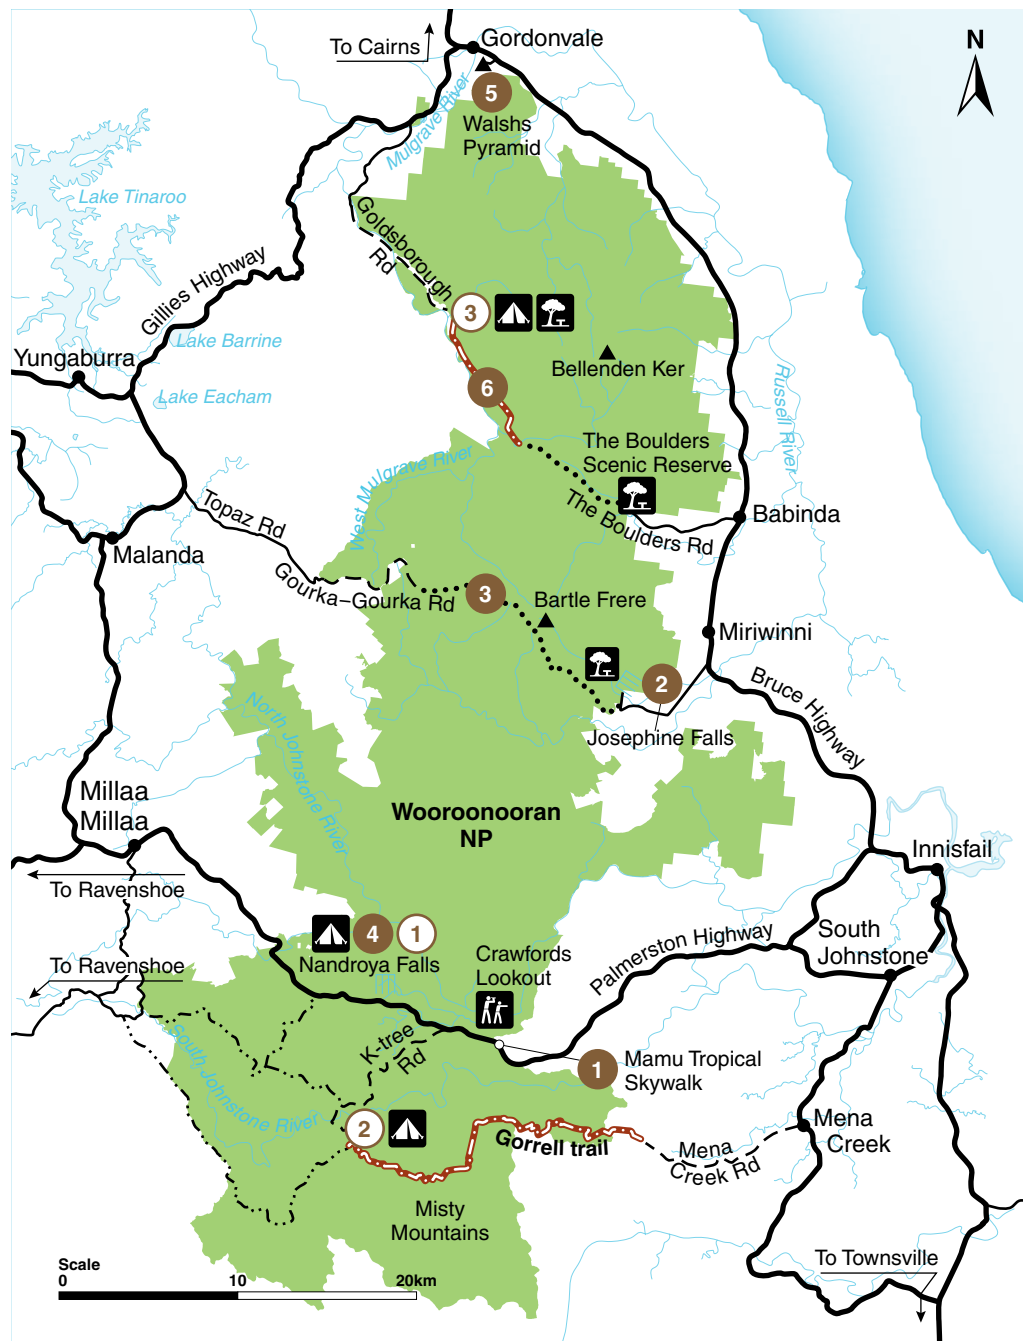 To Cairns
Gordonvale
N
5
Walshs
Pyramid
Mulgrave River
Lake Tinaroo
Goldsborough
Rd
Gillies Highway
3
Lake Barrine
Yungaburra
Bellenden Ker
Lake Eacham
6
Russell River
The Boulders
Scenic Reserve
West Mulgrave River
Topaz Rd
The Boulders Rd
Babinda
Malanda
Gourka–Gourka Rd
3
Bartle Frere
Miriwinni
2
Bruce Highway
North Johnstone River
Josephine Falls
Millaa
Millaa
Wooroonooran
NP
Innisfail
To Ravenshoe
4
1
Nandroya Falls
Crawfords
Lookout
Palmerston Highway
South
Johnstone
To Ravenshoe
K-tree
Rd
South Johnstone River
1
Mamu Tropical
Skywalk
2
Gorrell trail
Mena
Creek Rd
Mena
Creek
Misty
Mountains
To Townsville
Scale
0
10
20km